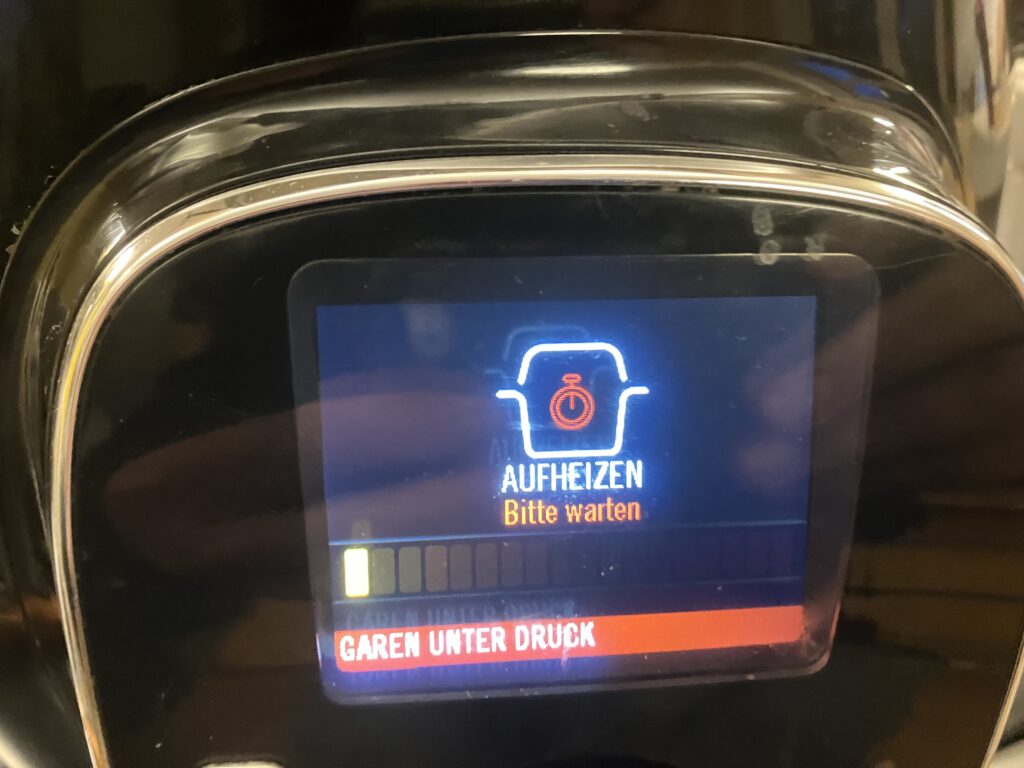 AUFHEIZEN
Bitte warten
GAREN UNTER DRUCK